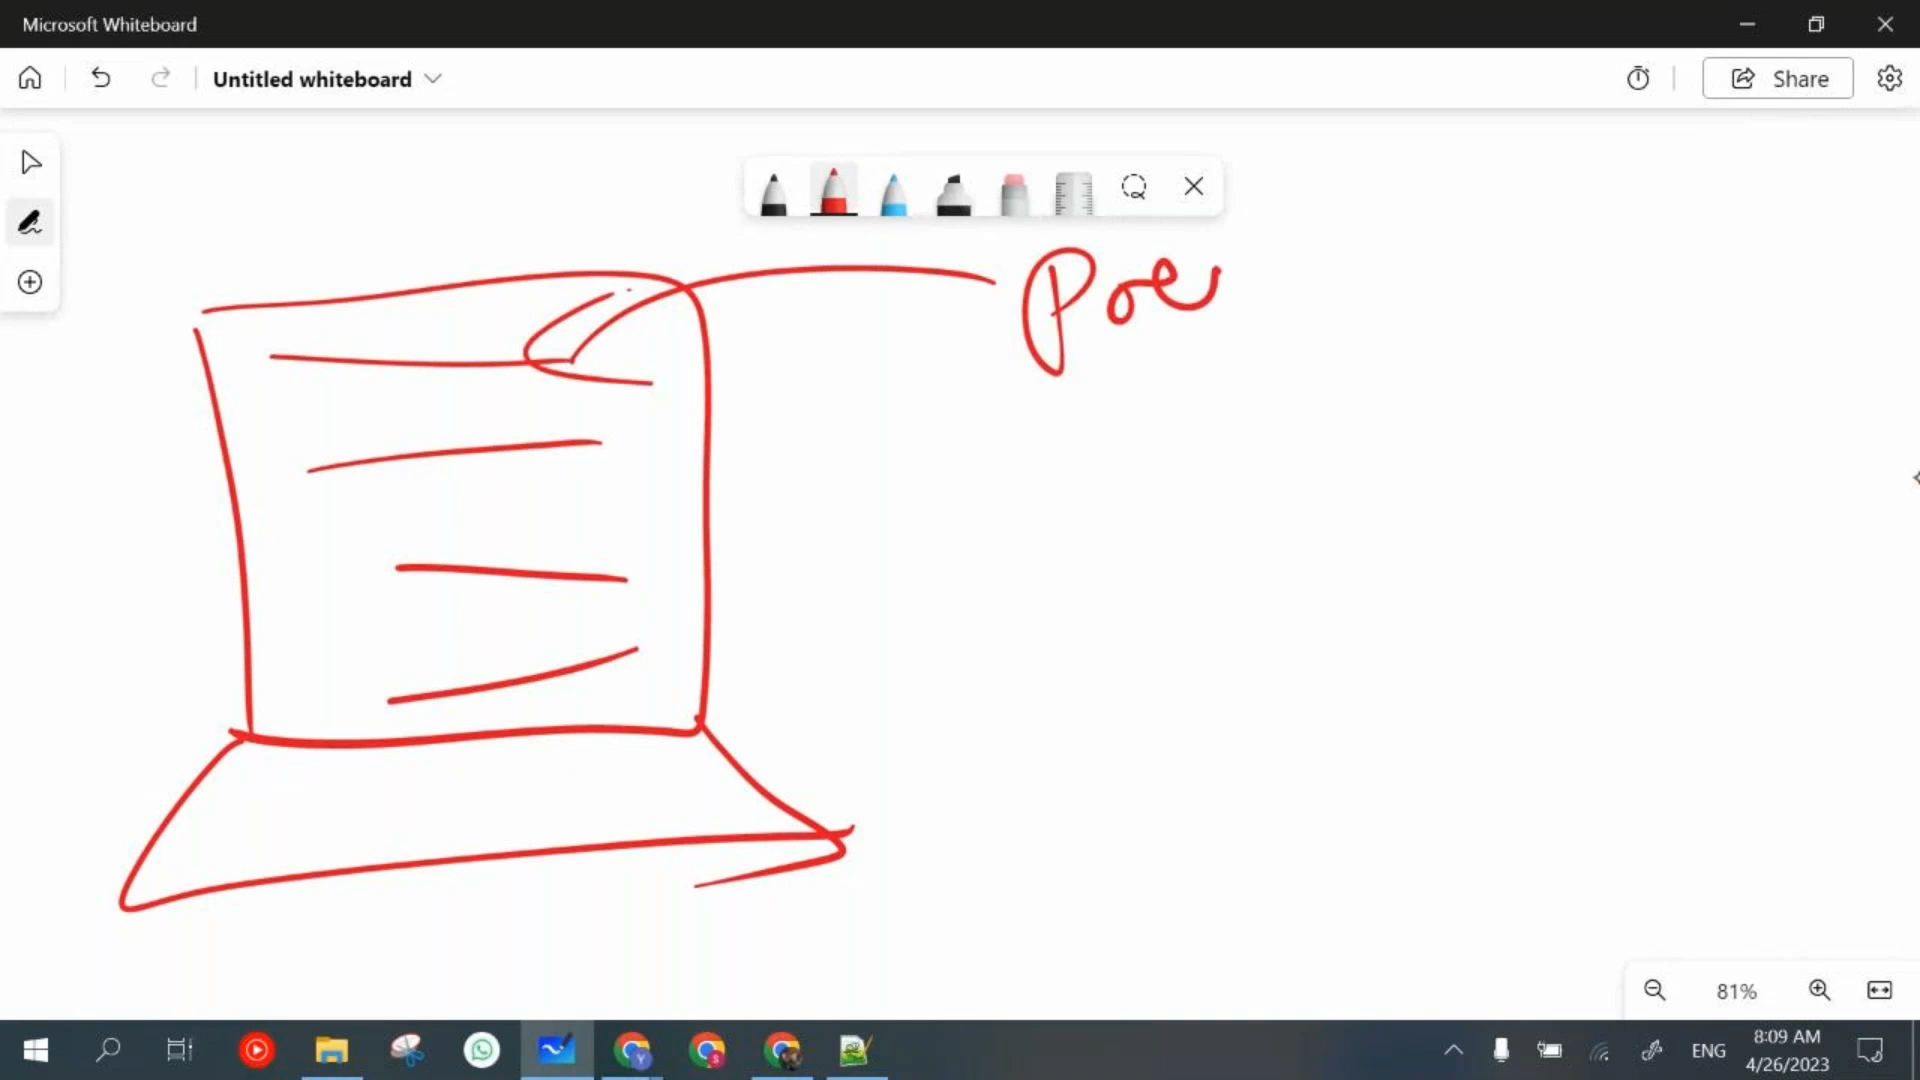 Microsoft Whiteboard
Untitled whiteboard
Share
Poe
81%
ENG
8:09 AM
4/26/2023